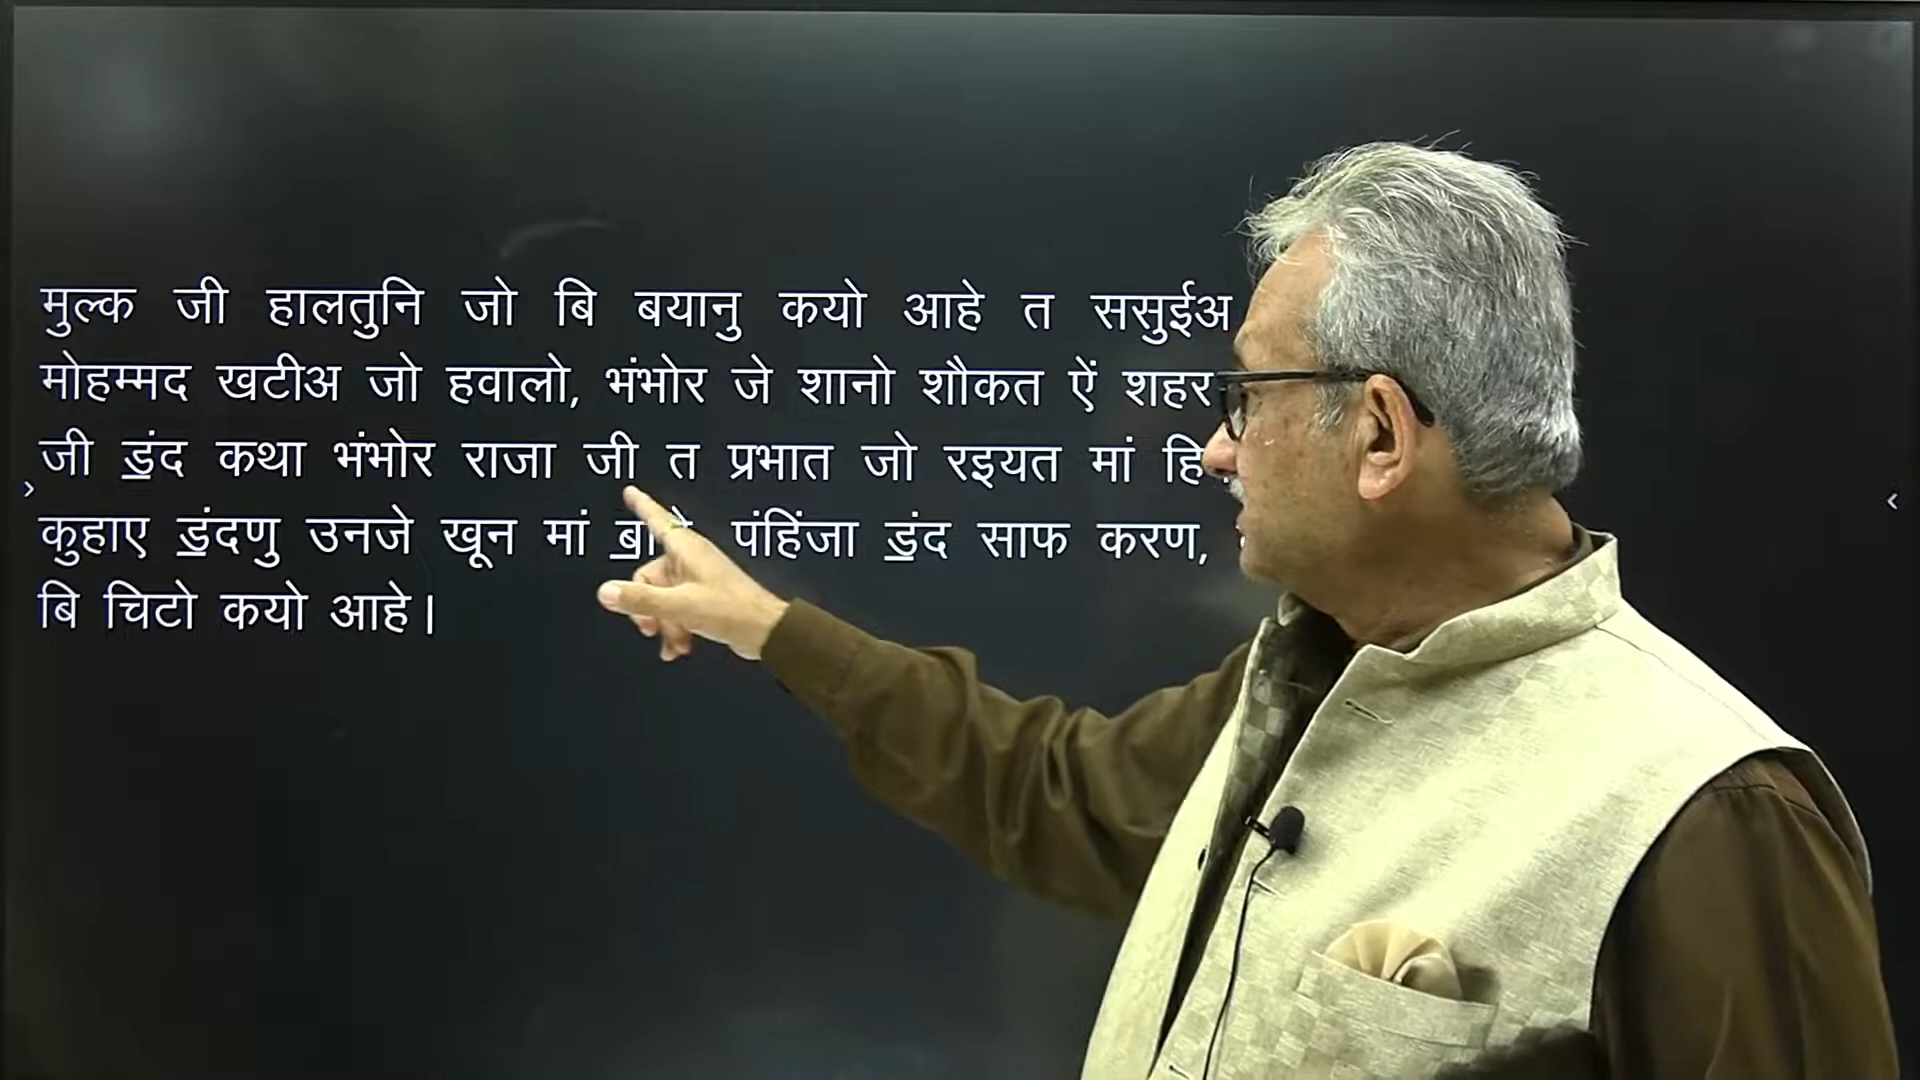 मुल्क जी हालतुनि जो बि बयानु कयो आहे त ससुईअ
मोहम्मद खटीअ जो हवालो, भंभोर जे शानो शौकत ऐं शहर
जी ड॒ंद कथा भंभोर राजा जी त प्रभात जो रइयत मां
कुहाए ड॒ंदणु उनजे खून मां पंहिंजा ड॒ंद साफ करण,
बि चिटो कयो आहे।